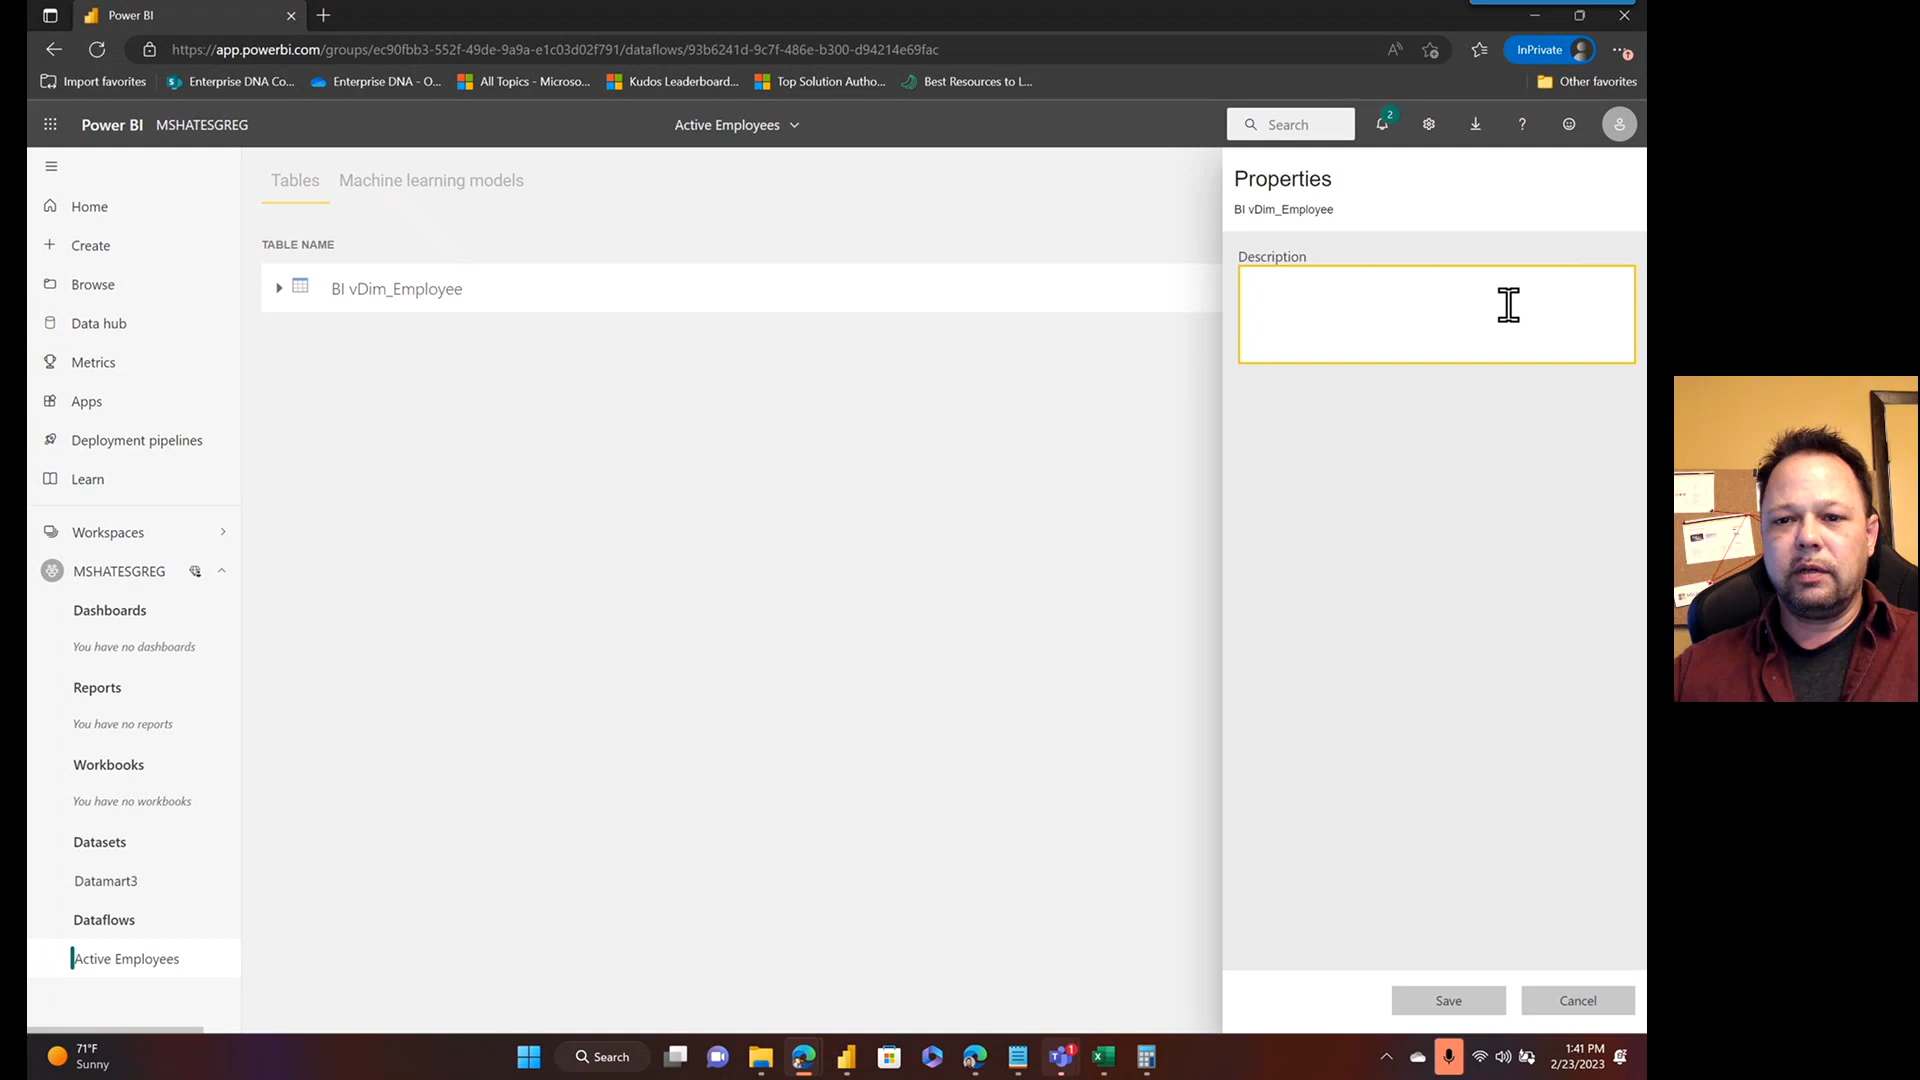 Power BI
https://app.powerbi.com/groups/ec90fbb3-552f-49de-9a9a-e1c03d02f791/dataflows/93b6241d-9c7f-486e-b300-d94214e69fac
InPrivate
Import favorites
Enterprise DNA Co...
Enterprise DNA - O...
All Topics - Microso...
Kudos Leaderboard...
Top Solution Autho...
Best Resources to L...
Other favorites
Power BI MSHATESGREG
Active Employees
Search
2
Home
Create
Browse
Data hub
Metrics
Apps
Deployment pipelines
Learn
Workspaces
MSHATESGREG
Dashboards
You have no dashboards
Reports
You have no reports
Workbooks
You have no workbooks
Datasets
Datamart3
Dataflows
Active Employees
Tables Machine learning models
TABLE NAME
BI vDim_Employee
Properties
BI vDim_Employee
Description
Save Cancel
71°F
Sunny
Search
1
1:41 PM
2/23/2023